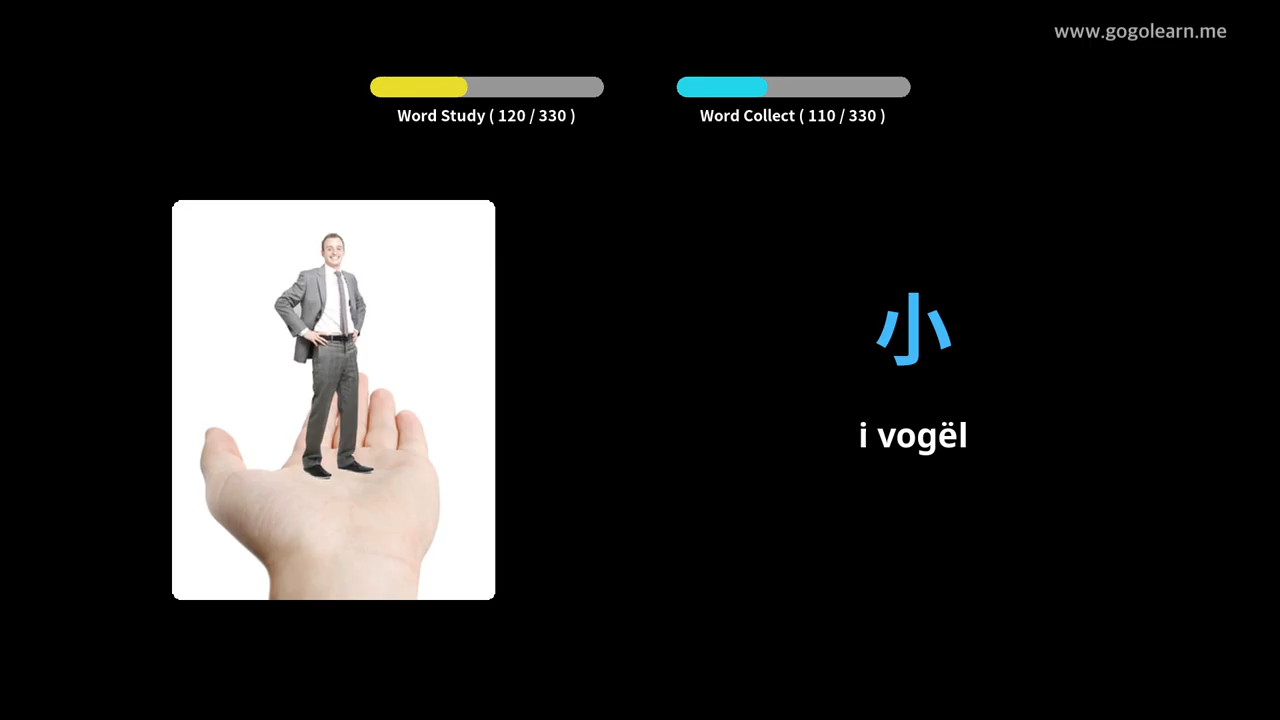 www.gogolearn.me
Word Study ( 120 / 330 )
Word Collect ( 110 / 330 )
小
i vogël